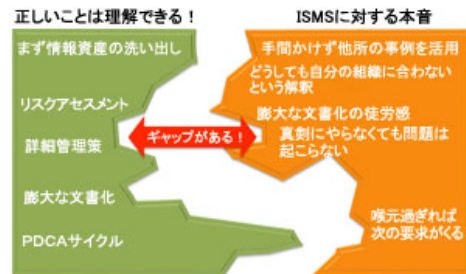 正しいことは理解できる！
ISMSに対する本音
まず情報資産の洗い出し
リスクアセスメント
詳細管理策
膨大な文書化
PDCAサイクル
ギャップがある！
手間かけず他所の事例を活用
どうしても自分の組織に合わない
という解釈
膨大な文書化の徒労感
真剣にやらなくても問題は
起こらない
喉元過ぎれば
次の要求がくる